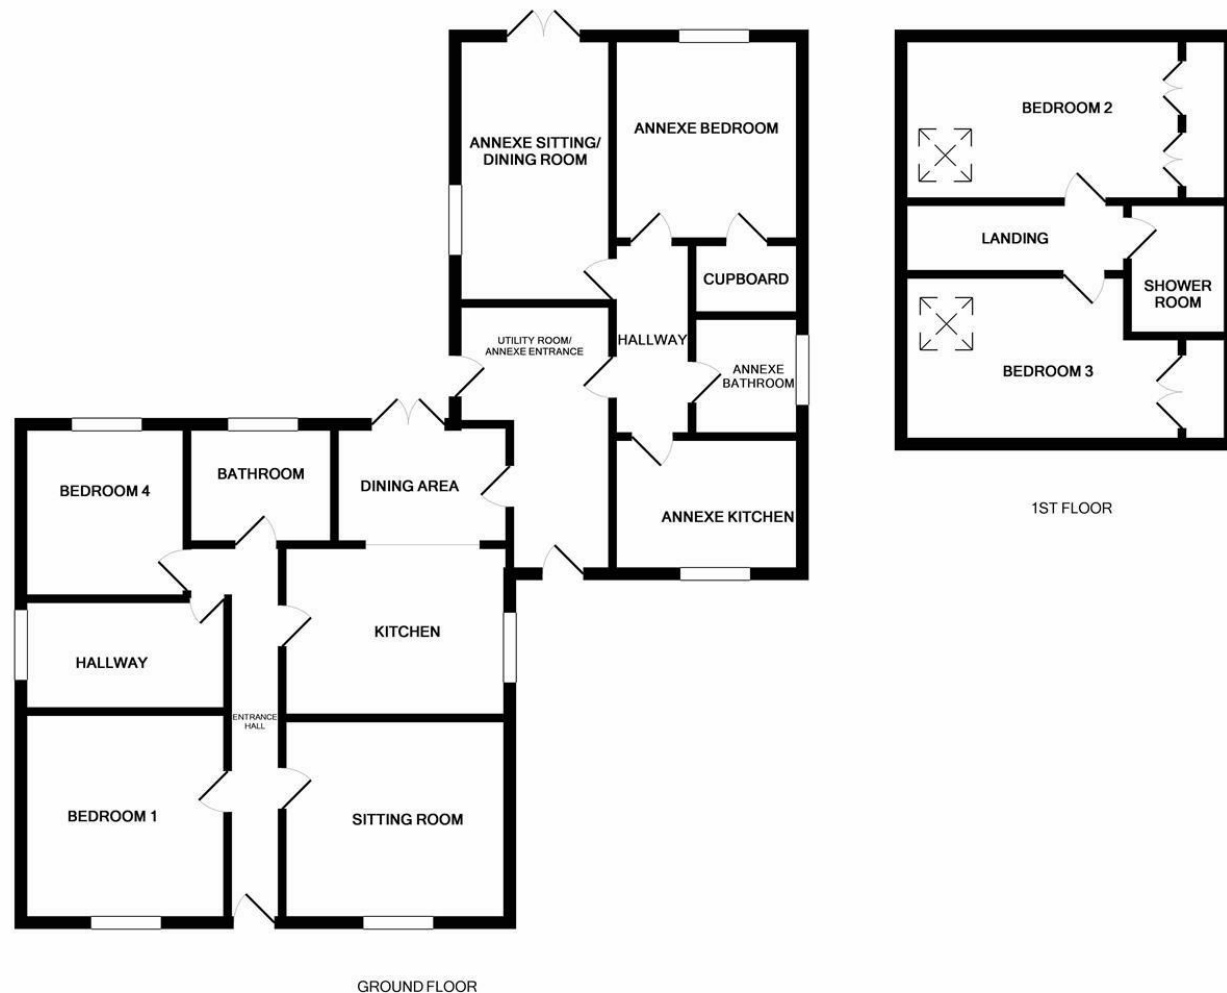 ANNEXE SITTING/
DINING ROOM
ANNEXE BEDROOM
CUPBOARD
HALLWAY
UTILITY ROOM/
ANNEXE ENTRANCE
ANNEXE
BATHROOM
ANNEXE KITCHEN
BEDROOM 4
BATHROOM
DINING AREA
KITCHEN
HALLWAY
ENTRANCE
HALL
BEDROOM 1
SITTING ROOM
GROUND FLOOR
BEDROOM 2
LANDING
SHOWER
ROOM
BEDROOM 3
1ST FLOOR